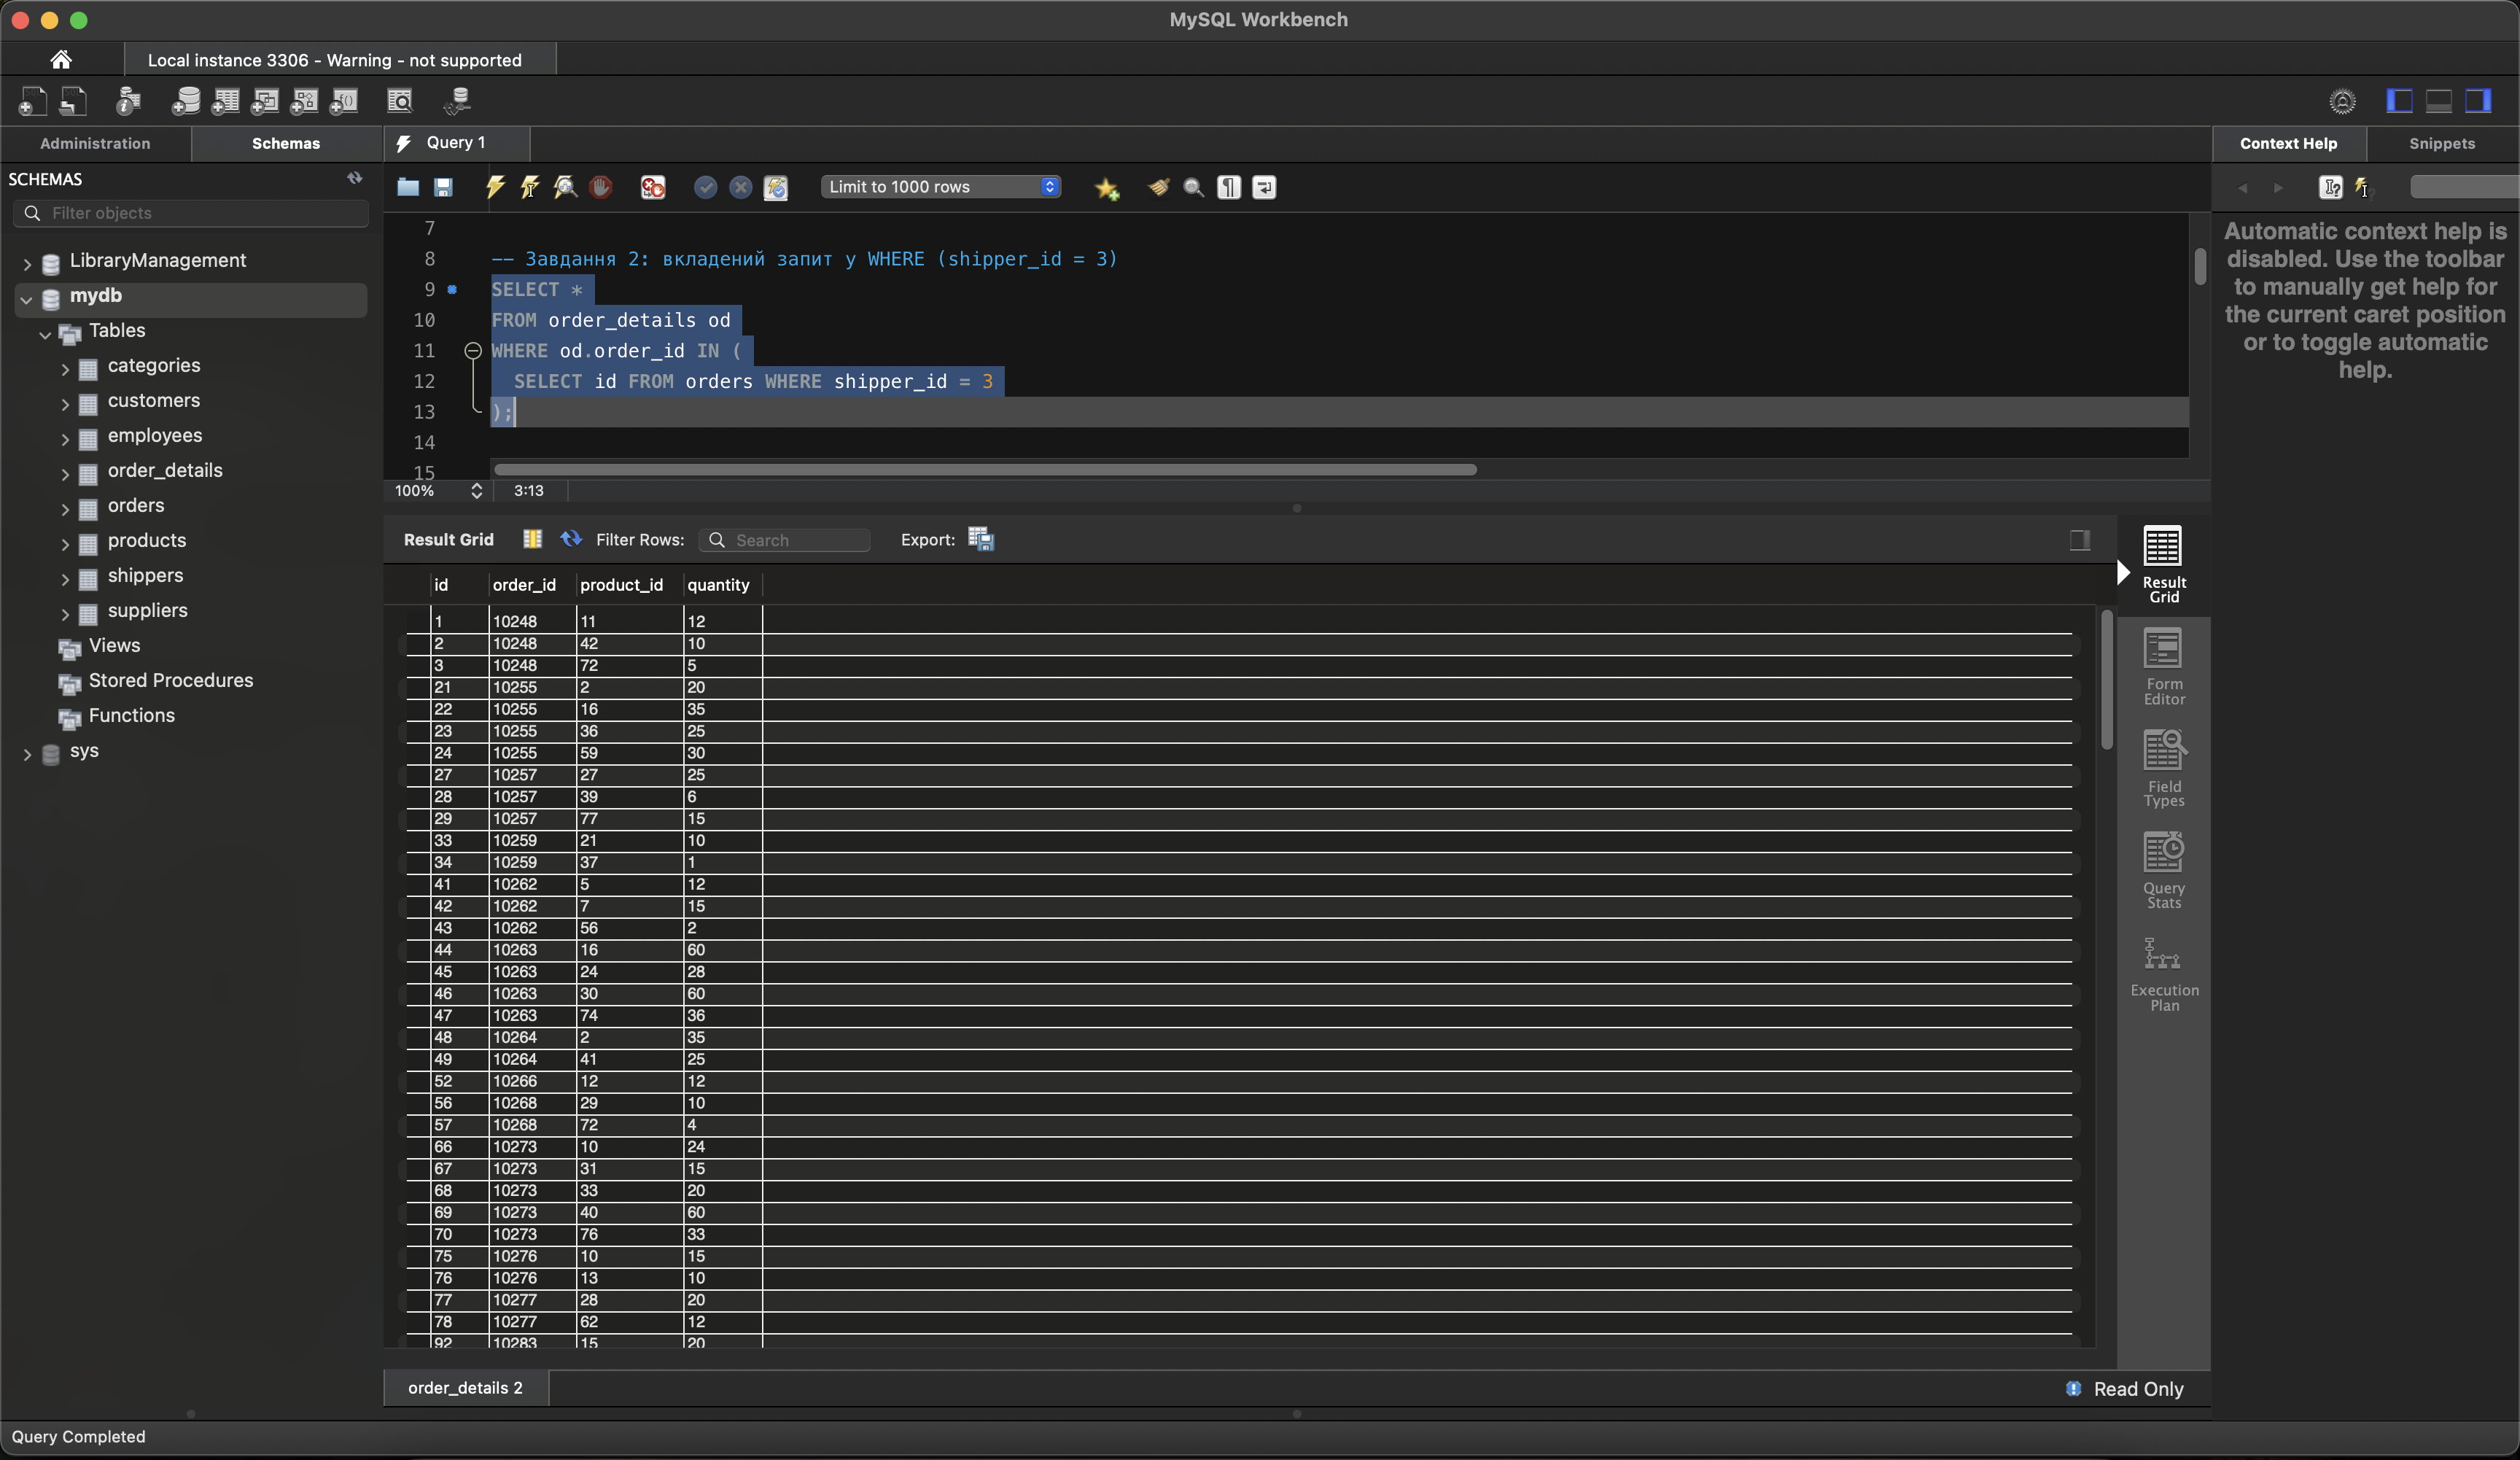 MySQL Workbench
Local instance 3306 - Warning - not supported
Administration
Schemas
Query 1
Context Help
Snippets
SCHEMAS
Filter objects
LibraryManagement
mydb
Tables
categories
customers
employees
order_details
orders
products
shippers
suppliers
Views
Stored Procedures
Functions
sys
Limit to 1000 rows
7
8 -- Завдання 2: вкладений запит у WHERE (shipper_id = 3)
9 SELECT *
10 FROM order_details od
11 WHERE od.order_id IN (
12 SELECT id FROM orders WHERE shipper_id = 3
13 );
14
15
100% 3:13
Automatic context help is
disabled. Use the toolbar
to manually get help for
the current caret position
or to toggle automatic
help.
Result Grid Filter Rows: Search Export:
id order_id product_id quantity
1 10248 11 12
2 10248 42 10
3 10248 72 5
21 10255 2 20
22 10255 16 35
23 10255 36 25
24 10255 59 30
27 10257 27 25
28 10257 39 6
29 10257 77 15
33 10259 21 10
34 10259 37 1
41 10262 5 12
42 10262 7 15
43 10262 56 2
44 10263 16 60
45 10263 24 28
46 10263 30 60
47 10263 74 36
48 10264 2 35
49 10264 41 25
52 10266 12 12
56 10268 29 10
57 10268 72 4
66 10273 10 24
67 10273 31 15
68 10273 33 20
69 10273 40 60
70 10273 76 33
75 10276 10 15
76 10276 13 10
77 10277 28 20
78 10277 62 12
92 10283 15 20
Result
Grid
Form
Editor
Field
Types
Query
Stats
Execution
Plan
order_details 2
Read Only
Query Completed